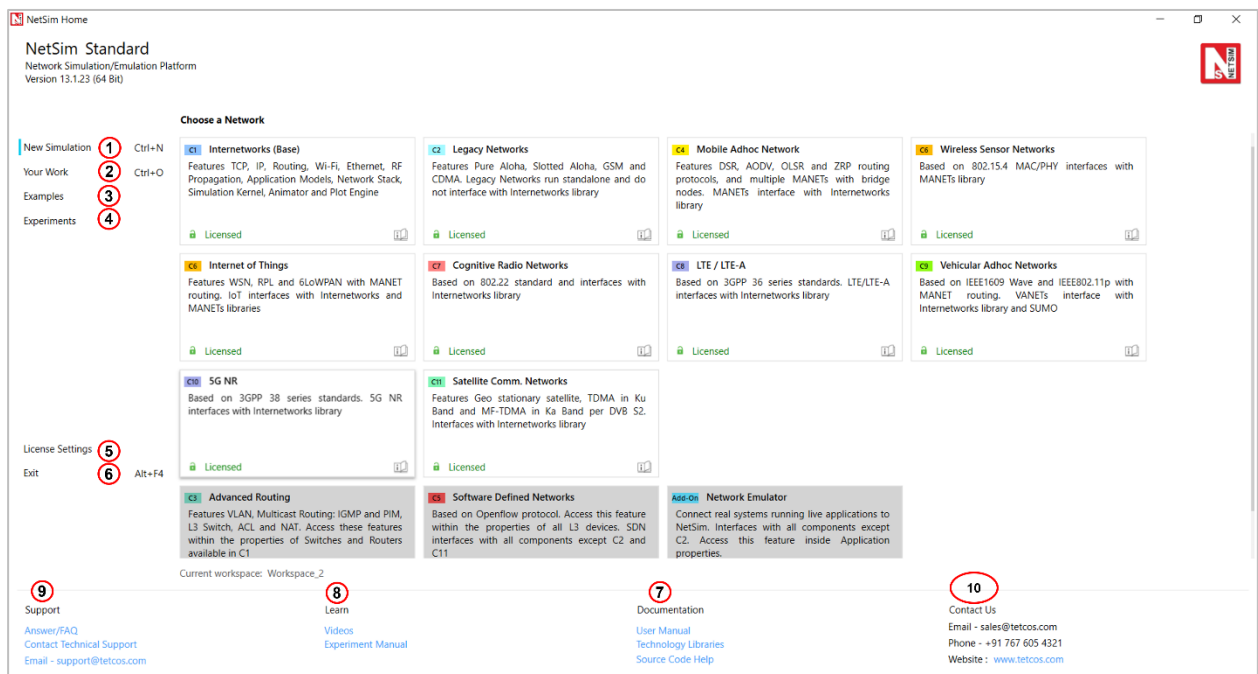 NetSim Home
NetSim Standard
Network Simulation/Emulation Platform
Version 13.1.23 (64 Bit)
NETSIM
Choose a Network
New Simulation 1 Ctrl+N
Your Work 2 Ctrl+O
Examples 3
Experiments 4
C1 Internetworks (Base)
Features TCP, IP, Routing, Wi-Fi, Ethernet, RF
Propagation, Application Models, Network Stack,
Simulation Kernel, Animator and Plot Engine
Licensed
C2 Legacy Networks
Features Pure Aloha, Slotted Aloha, GSM and
CDMA. Legacy Networks run standalone and do
not interface with Internetworks library
Licensed
C4 Mobile Adhoc Network
Features DSR, AODV, OLSR and ZRP routing
protocols, and multiple MANETs with bridge
nodes. MANETs interface with Internetworks
library
Licensed
C6 Wireless Sensor Networks
Based on 802.15.4 MAC/PHY interfaces with
MANETs library
Licensed
C6 Internet of Things
Features WSN, RPL and 6LoWPAN with MANET
routing. IoT interfaces with Internetworks and
MANETs libraries
Licensed
C7 Cognitive Radio Networks
Based on 802.22 standard and interfaces with
Internetworks library
Licensed
C8 LTE / LTE-A
Based on 3GPP 36 series standards. LTE/LTE-A
interfaces with Internetworks library
Licensed
C9 Vehicular Adhoc Networks
Based on IEEE1609 Wave and IEEE802.11p with
MANET routing. VANETs interface with
Internetworks library and SUMO
Licensed
C10 5G NR
Based on 3GPP 38 series standards. 5G NR
interfaces with Internetworks library
Licensed
C11 Satellite Comm. Networks
Features Geo stationary satellite, TDMA in Ku
Band and MF-TDMA in Ka Band per DVB S2.
Interfaces with Internetworks library
Licensed
License Settings 5
Exit 6 Alt+F4
C3 Advanced Routing
Features VLAN, Multicast Routing: IGMP and PIM,
L3 Switch, ACL and NAT. Access these features
within the properties of Switches and Routers
available in C1
C5 Software Defined Networks
Based on Openflow protocol. Access this feature
within the properties of all L3 devices. SDN
interfaces with all components except C2 and
C11
Add-On Network Emulator
Connect real systems running live applications to
NetSim. Interfaces with all components except
C2. Access this feature inside Application
properties.
Current workspace: Workspace_2
9
Support
Answer/FAQ
Contact Technical Support
Email - support@tetcos.com
8
Learn
Videos
Experiment Manual
7
Documentation
User Manual
Technology Libraries
Source Code Help
10
Contact Us
Email - sales@tetcos.com
Phone - +91 767 605 4321
Website : www.tetcos.com